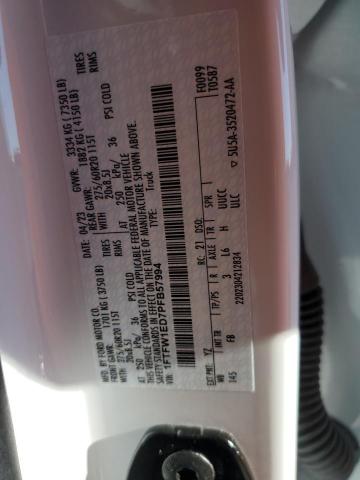 MFD. BY FORD MOTOR CO.
DATE: 04/23 GVWR: 3334 KG ( 7350 LB)
FRONT GAWR: 1701 KG ( 3750 LB) REAR GAWR: 1882 KG ( 4150 LB)
275/60R20 115T TIRES 275/60R20 115T TIRES
20x8.5J RIMS 20x8.5J RIMS
AT 250 kPa/ 36 PSI COLD AT 250 kPa/ 36 PSI COLD
THIS VEHICLE CONFORMS TO ALL APPLICABLE FEDERAL MOTOR VEHICLE
SAFETY STANDARDS IN EFFECT ON THE DATE OF MANUFACTURE SHOWN ABOVE.
VIN: 1FTFW1ED7PFB57994
TYPE: Truck
F0099
T0587
EXT PNT: YZ RC: 21 DSO:
WB TP/PS R AXLE TR SPR
145 FB 3 L6 H UUCC
ULC
5U5A-3520472-AA
2202304212834